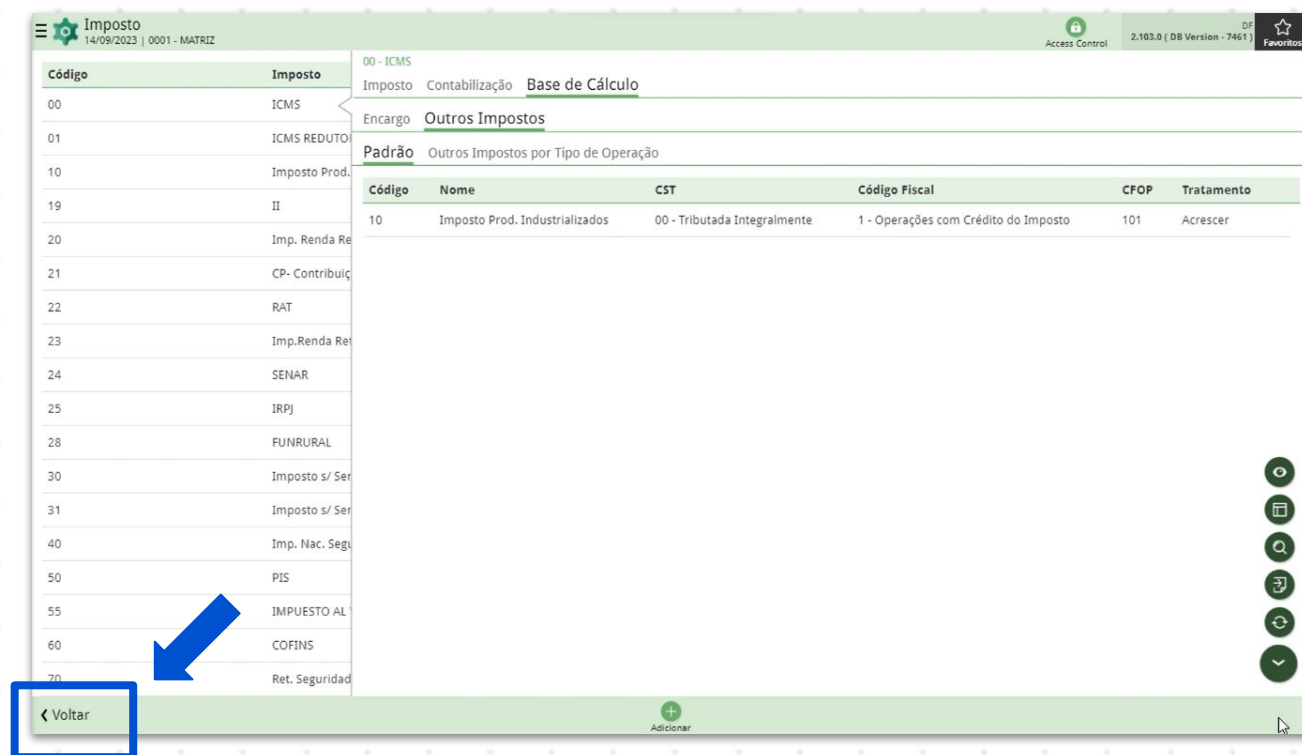 Imposto
14/09/2023 | 0001 - MATRIZ
Access Control
DF
2.103.0 ( DB Version - 7461 )
Favoritos
Código Imposto
00 ICMS
01 ICMS REDUTO
10 Imposto Prod.
19 II
20 Imp. Renda Re
21 CP- Contribuiç
22 RAT
23 Imp.Renda Ret
24 SENAR
25 IRPJ
28 FUNRURAL
30 Imposto s/ Ser
31 Imposto s/ Ser
40 Imp. Nac. Segu
50 PIS
55 IMPUESTO AL
60 COFINS
70 Ret. Seguridad
00 - ICMS
Imposto Contabilização Base de Cálculo
Encargo Outros Impostos
Padrão Outros Impostos por Tipo de Operação
Código Nome CST Código Fiscal CFOP Tratamento
10 Imposto Prod. Industrializados 00 - Tributada Integralmente 1 - Operações com Crédito do Imposto 101 Acrescer
Voltar
Adicionar